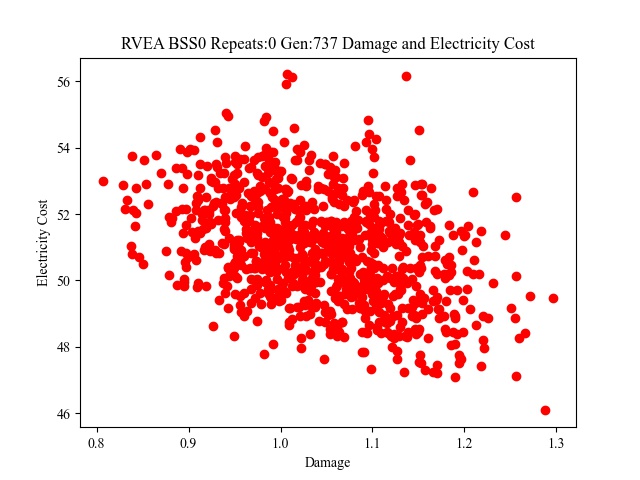 RVEA BSS0 Repeats:0 Gen:737 Damage and Electricity Cost
56
54
52
50
48
46
Electricity Cost
0.8 0.9 1.0 1.1 1.2 1.3
Damage